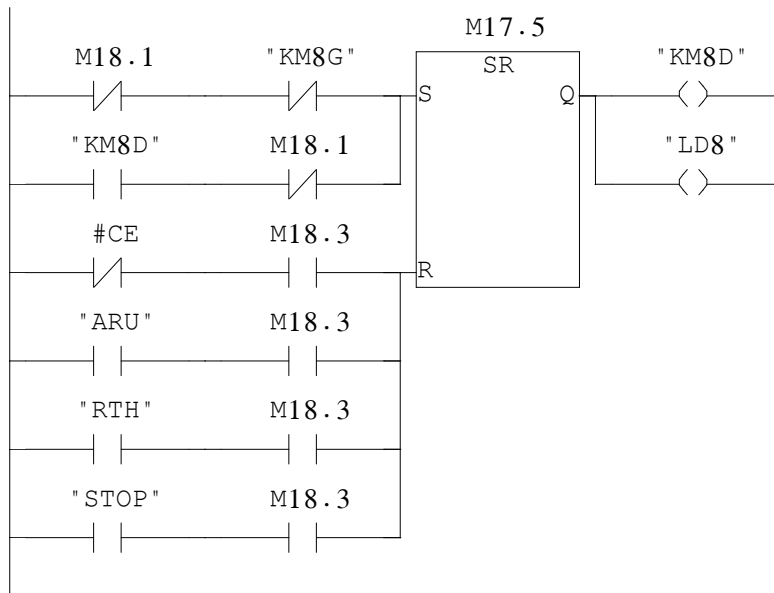 M17.5
M18.1 "KM8G" SR "KM8D"
S Q
"KM8D" M18.1 "LD8"
#CE M18.3
R
"ARU" M18.3
"RTH" M18.3
"STOP" M18.3